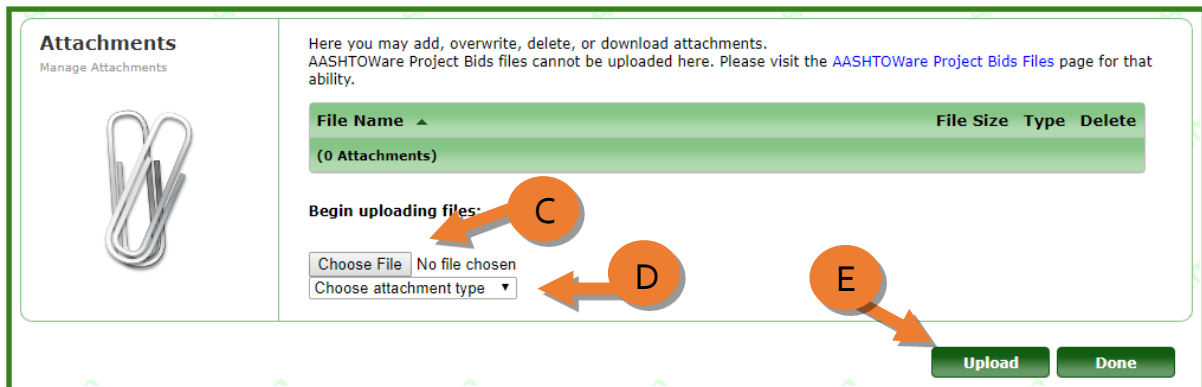 Attachments
Manage Attachments
Here you may add, overwrite, delete, or download attachments.
AASHTOWare Project Bids files cannot be uploaded here. Please visit the AASHTOWare Project Bids Files page for that
ability.
File Name ▲ File Size Type Delete
(0 Attachments)
Begin uploading files:
C
Choose File No file chosen
Choose attachment type ▼
D
E
Upload Done